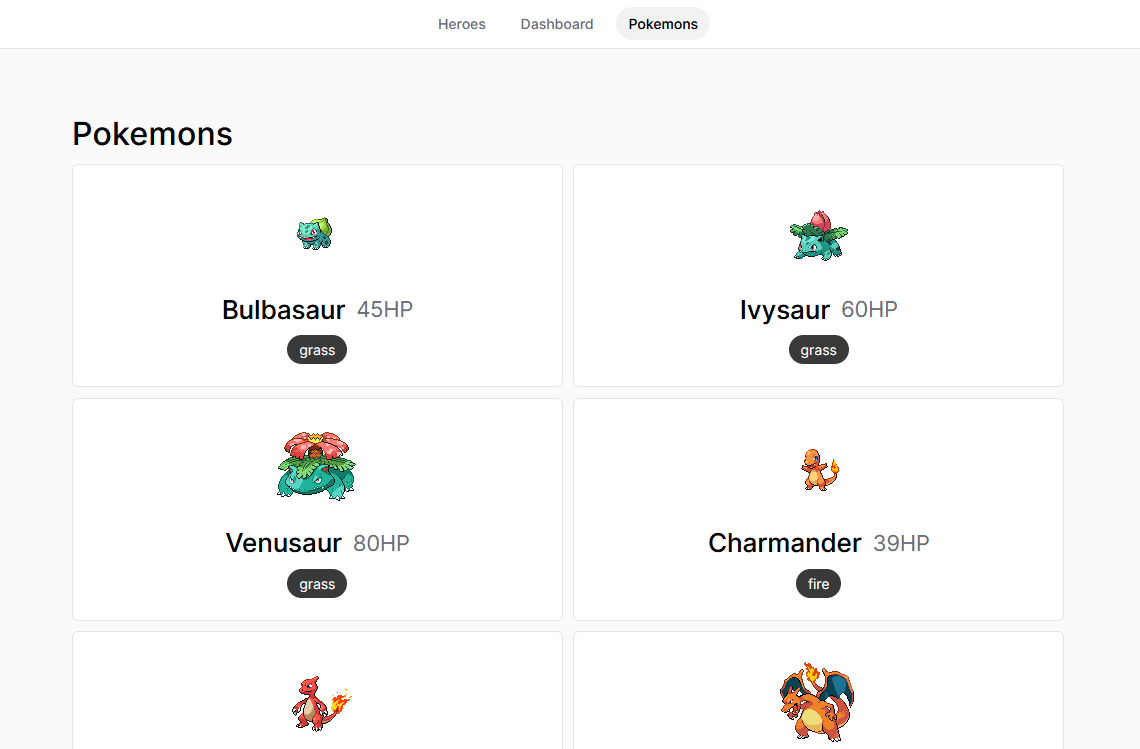 Heroes Dashboard Pokemons
Pokemons
Bulbasaur 45HP
grass
Ivysaur 60HP
grass
Venusaur 80HP
grass
Charmander 39HP
fire